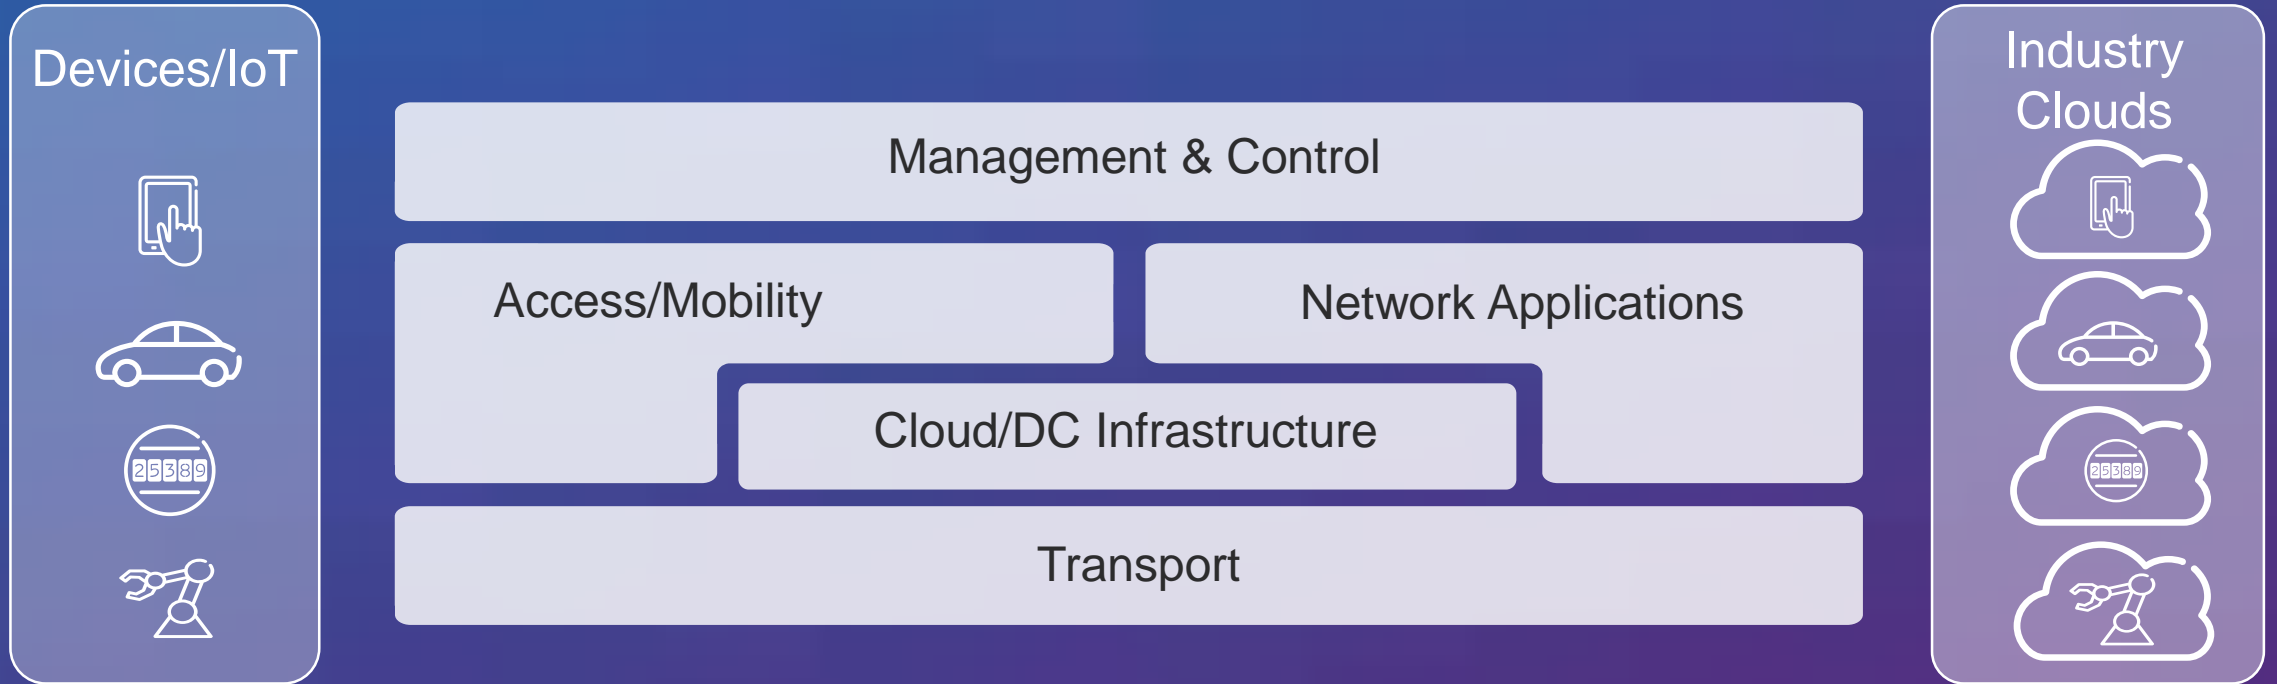 Devices/IoT
25389
Management & Control
Access/Mobility
Network Applications
Cloud/DC Infrastructure
Transport
Industry
Clouds
25389